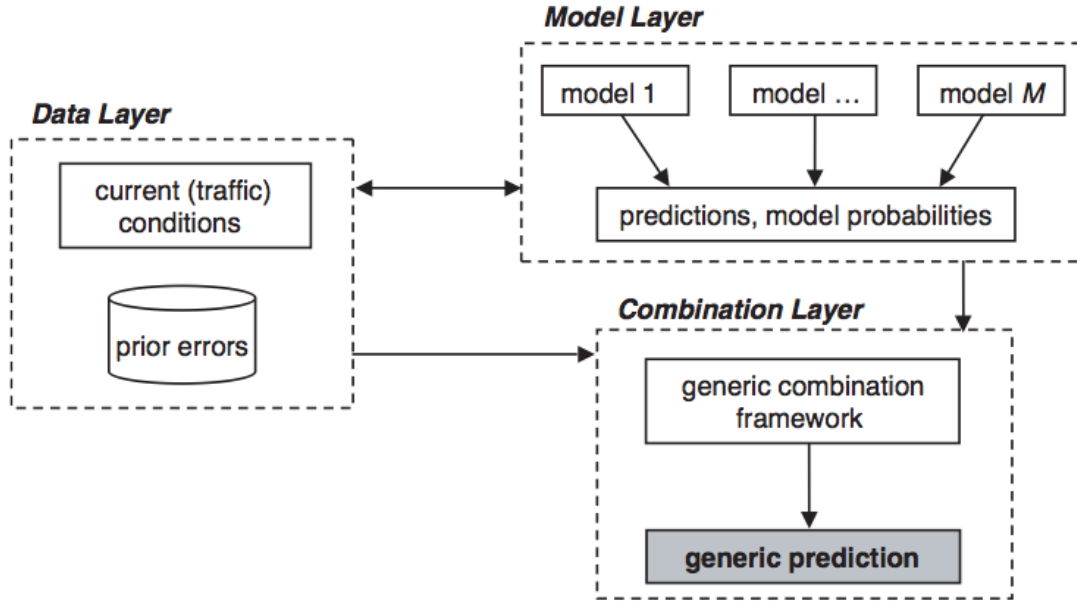 Model Layer
model 1
model ...
model M
predictions, model probabilities
Data Layer
current (traffic)
conditions
prior errors
Combination Layer
generic combination
framework
generic prediction